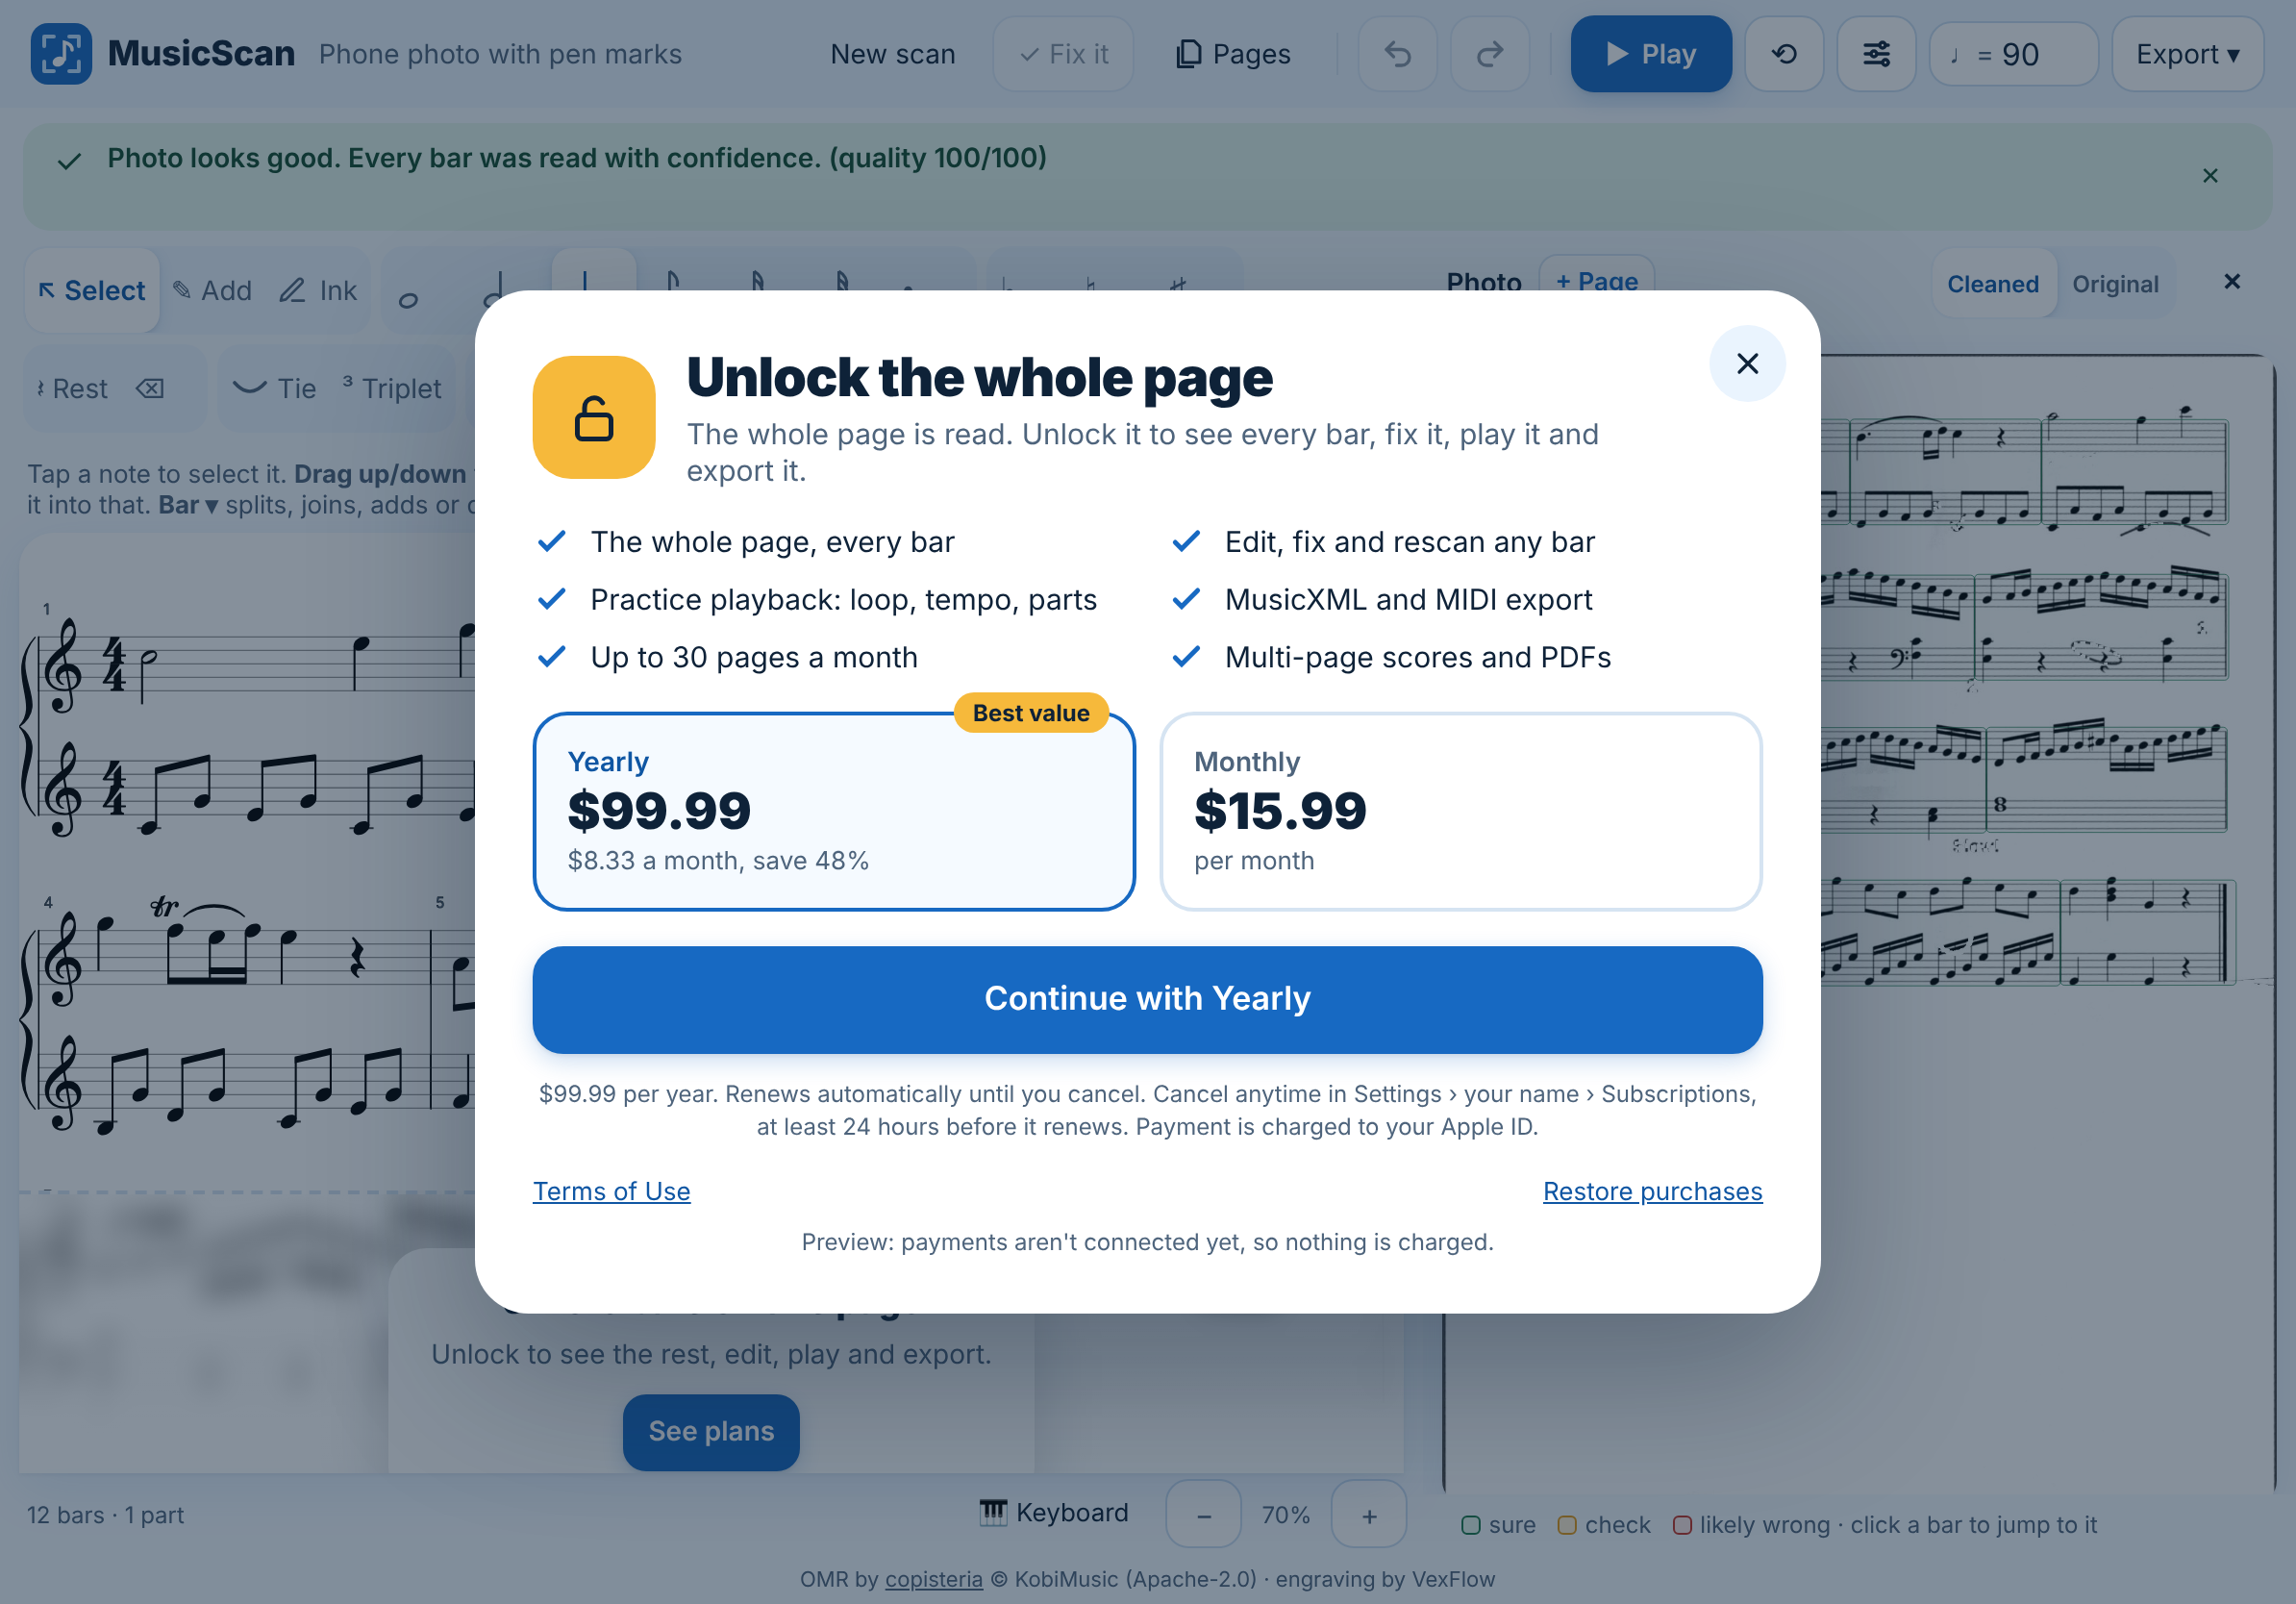 MusicScan Phone photo with pen marks New scan ✓ Fix it Pages Play ♩ = 90 Export ▾
✓ Photo looks good. Every bar was read with confidence. (quality 100/100) ✕
Select Add Ink
Photo + Page Cleaned Original ✕
Rest Tie 3 Triplet
Tap a note to select it. Drag up/down
it into that. Bar ▾ splits, joins, adds or
Unlock the whole page
The whole page is read. Unlock it to see every bar, fix it, play it and
export it.
The whole page, every bar
Edit, fix and rescan any bar
Practice playback: loop, tempo, parts
MusicXML and MIDI export
Up to 30 pages a month
Multi-page scores and PDFs
Best value
Yearly
$99.99
$8.33 a month, save 48%
Monthly
$15.99
per month
Continue with Yearly
$99.99 per year. Renews automatically until you cancel. Cancel anytime in Settings › your name › Subscriptions,
at least 24 hours before it renews. Payment is charged to your Apple ID.
Terms of Use Restore purchases
Preview: payments aren't connected yet, so nothing is charged.
1
4 tr 5
Unlock to see the rest, edit, play and export.
See plans
12 bars · 1 part Keyboard − 70% +
sure check likely wrong · click a bar to jump to it
OMR by copisteria © KobiMusic (Apache-2.0) · engraving by VexFlow